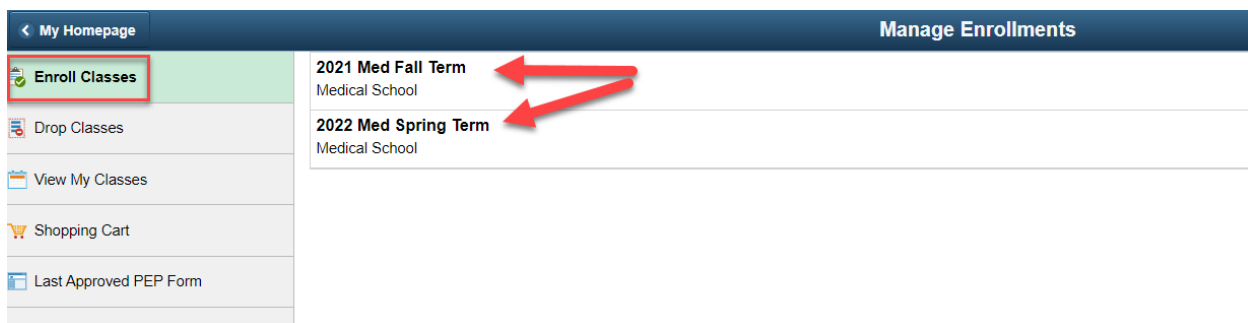 My Homepage
Manage Enrollments
Enroll Classes
Drop Classes
View My Classes
Shopping Cart
Last Approved PEP Form
2021 Med Fall Term
Medical School
2022 Med Spring Term
Medical School